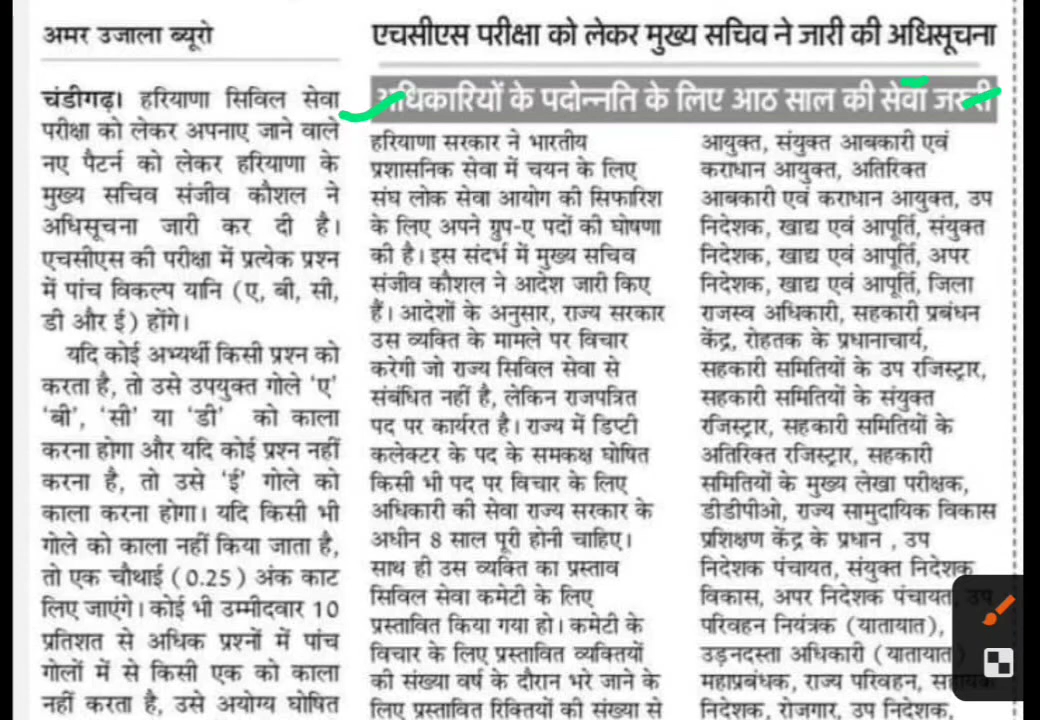 अमर उजाला ब्यूरो
चंडीगढ़। हरियाणा सिविल सेवा
परीक्षा को लेकर अपनाए जाने वाले
नए पैटर्न को लेकर हरियाणा के
मुख्य सचिव संजीव कौशल ने
अधिसूचना जारी कर दी है।
एचसीएस की परीक्षा में प्रत्येक प्रश्न
में पांच विकल्प यानि (ए, बी, सी,
डी और ई) होंगे।
यदि कोई अभ्यर्थी किसी प्रश्न को
करता है, तो उसे उपयुक्त गोले ‘ए’
‘बी’, ‘सी’ या ‘डी’ को काला
करना होगा और यदि कोई प्रश्न नहीं
करना है, तो उसे ‘ई’ गोले को
काला करना होगा। यदि किसी भी
गोले को काला नहीं किया जाता है,
तो एक चौथाई (0.25) अंक काट
लिए जाएंगे। कोई भी उम्मीदवार 10
प्रतिशत से अधिक प्रश्नों में पांच
गोलों में से किसी एक को काला
नहीं करता है, उसे अयोग्य घोषित
एचसीएस परीक्षा को लेकर मुख्य सचिव ने जारी की अधिसूचना
अधिकारियों के पदोन्नति के लिए आठ साल की सेवा जरूरी
हरियाणा सरकार ने भारतीय
प्रशासनिक सेवा में चयन के लिए
संघ लोक सेवा आयोग की सिफारिश
के लिए अपने ग्रुप-ए पदों की घोषणा
की है। इस संदर्भ में मुख्य सचिव
संजीव कौशल ने आदेश जारी किए
हैं। आदेशों के अनुसार, राज्य सरकार
उस व्यक्ति के मामले पर विचार
करेगी जो राज्य सिविल सेवा से
संबंधित नहीं है, लेकिन राजपत्रित
पद पर कार्यरत है। राज्य में डिप्टी
कलेक्टर के पद के समकक्ष घोषित
किसी भी पद पर विचार के लिए
अधिकारी की सेवा राज्य सरकार के
अधीन 8 साल पूरी होनी चाहिए।
साथ ही उस व्यक्ति का प्रस्ताव
सिविल सेवा कमेटी के लिए
प्रस्तावित किया गया हो। कमेटी के
विचार के लिए प्रस्तावित व्यक्तियों
की संख्या वर्ष के दौरान भरे जाने के
लिए प्रस्तावित रिक्तियों की संख्या से
आयुक्त, संयुक्त आबकारी एवं
कराधान आयुक्त, अतिरिक्त
आबकारी एवं कराधान आयुक्त, उप
निदेशक, खाद्य एवं आपूर्ति, संयुक्त
निदेशक, खाद्य एवं आपूर्ति, अपर
निदेशक, खाद्य एवं आपूर्ति, जिला
राजस्व अधिकारी, सहकारी प्रबंधन
केंद्र, रोहतक के प्रधानाचार्य,
सहकारी समितियों के उप रजिस्ट्रार,
सहकारी समितियों के संयुक्त
रजिस्ट्रार, सहकारी समितियों के
अतिरिक्त रजिस्ट्रार, सहकारी
समितियों के मुख्य लेखा परीक्षक,
डीडीपीओ, राज्य सामुदायिक विकास
प्रशिक्षण केंद्र के प्रधान , उप
निदेशक पंचायत, संयुक्त निदेशक
विकास, अपर निदेशक पंचायत, उप
परिवहन नियंत्रक (यातायात),
उड़नदस्ता अधिकारी (यातायात)
महाप्रबंधक, राज्य परिवहन, सहायक
निदेशक, रोजगार, उप निदेशक,